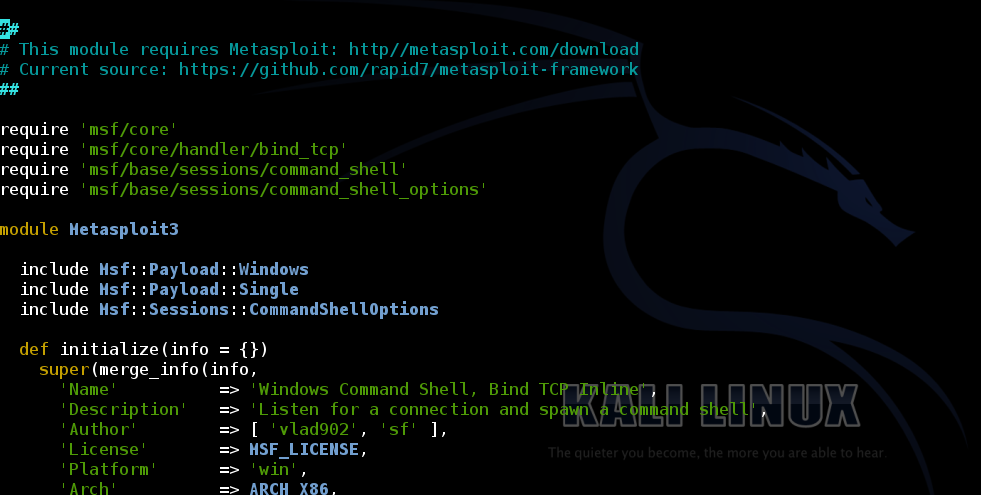 ##
# This module requires Metasploit: http//metasploit.com/download
# Current source: https://github.com/rapid7/metasploit-framework
##
require 'msf/core'
require 'msf/core/handler/bind_tcp'
require 'msf/base/sessions/command_shell'
require 'msf/base/sessions/command_shell_options'
module Metasploit3
include Msf::Payload::Windows
include Msf::Payload::Single
include Msf::Sessions::CommandShellOptions
def initialize(info = {})
super(merge_info(info,
'Name' => 'Windows Command Shell, Bind TCP Inline',
'Description' => 'Listen for a connection and spawn a command shell',
'Author' => [ 'vlad902', 'sf' ],
'License' => MSF_LICENSE,
'Platform' => 'win',
'Arch' => ARCH_X86,
KALI LINUX
The quieter you become, the more you are able to hear.